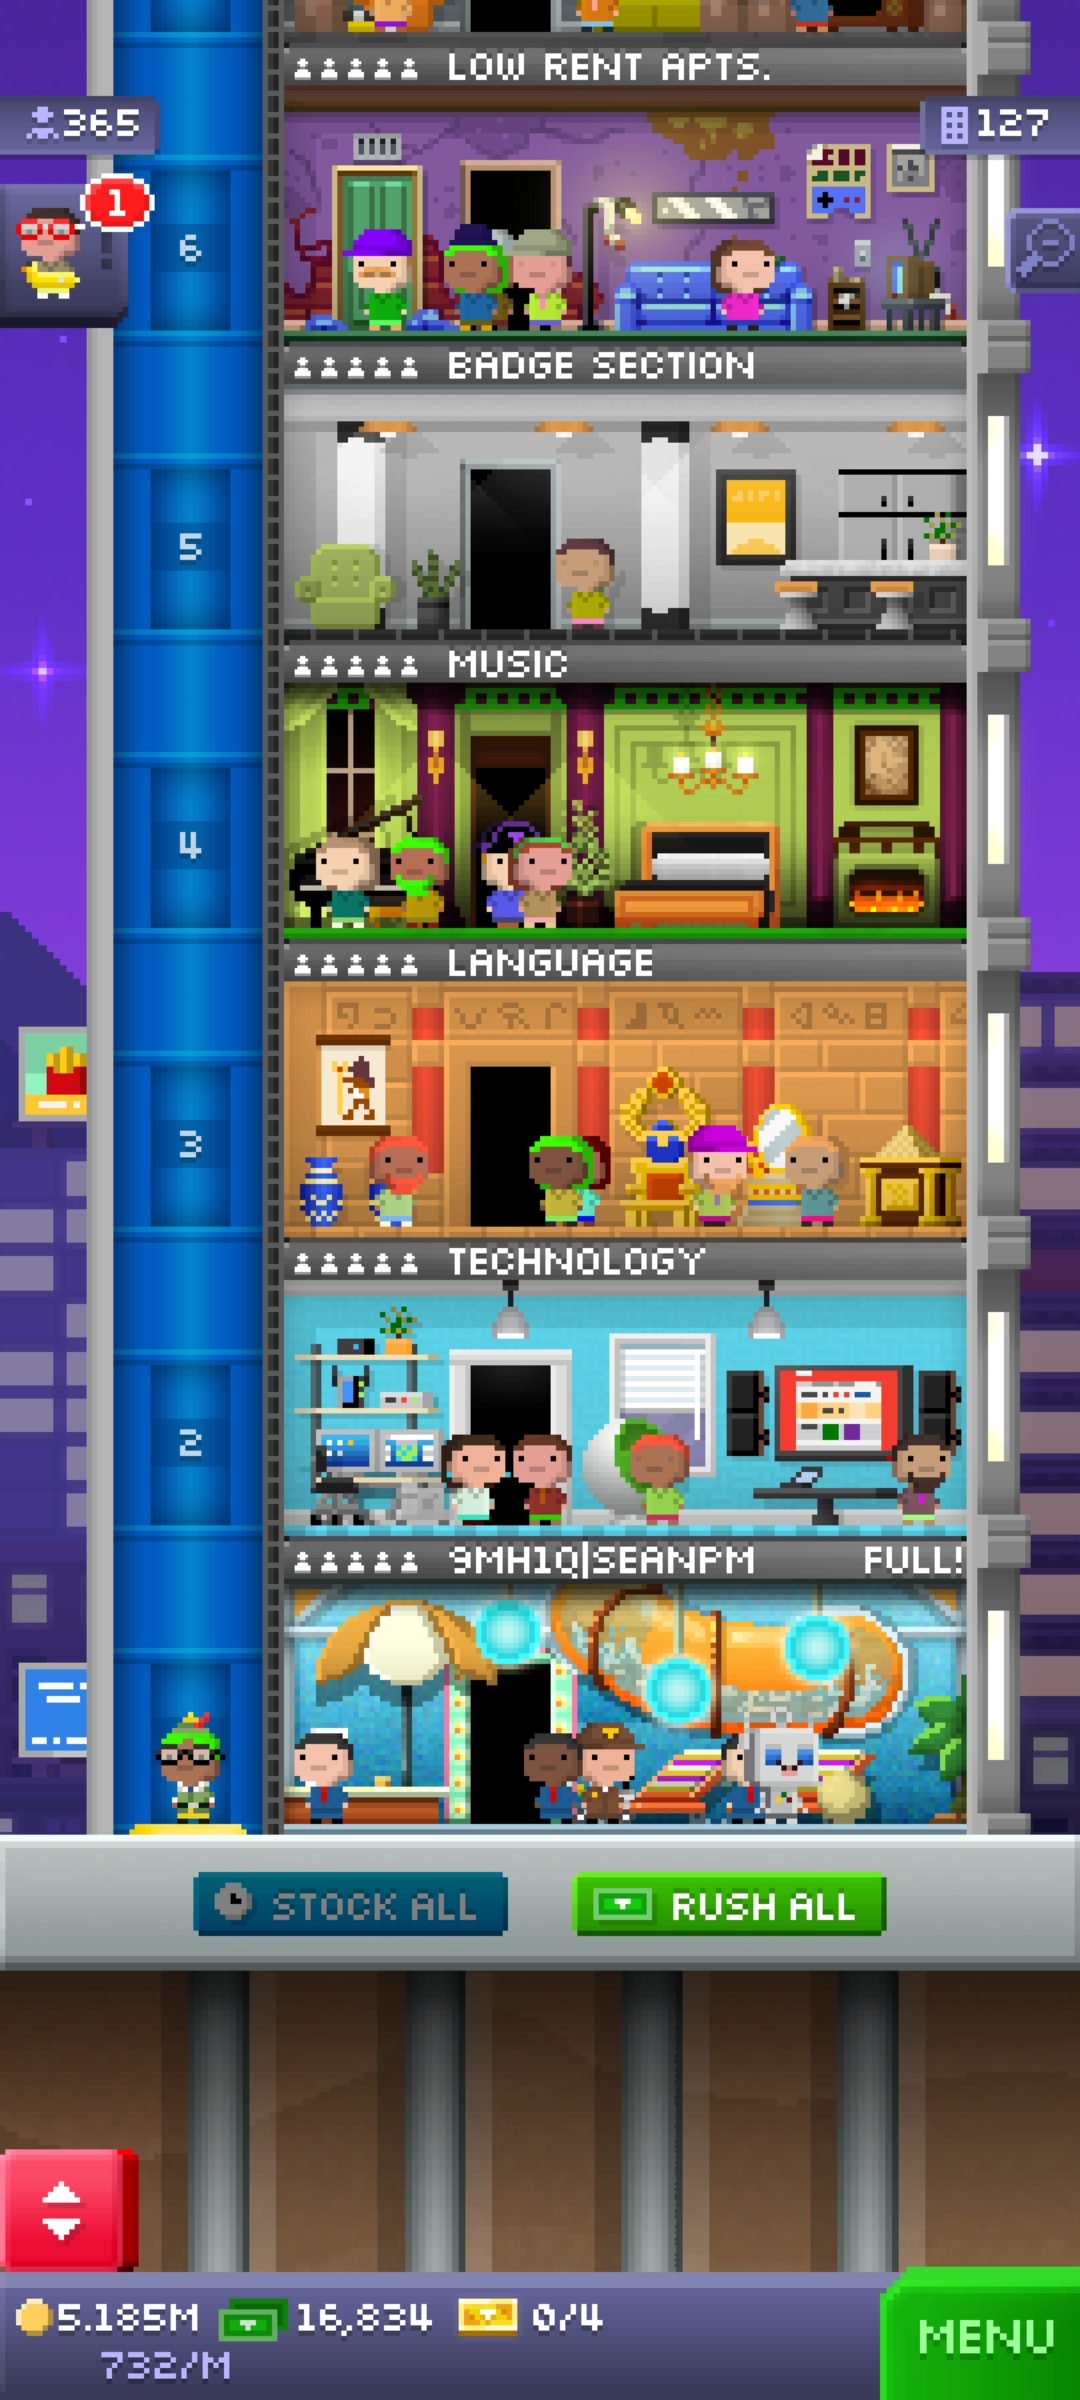 LOW RENT APTS.
365
127
1
6
BADGE SECTION
5
MUSIC
4
LANGUAGE
3
TECHNOLOGY
2
9MH1Q|SEANPM FULL!
STOCK ALL
RUSH ALL
5.185M 16,834 0/4
732/M
MENU